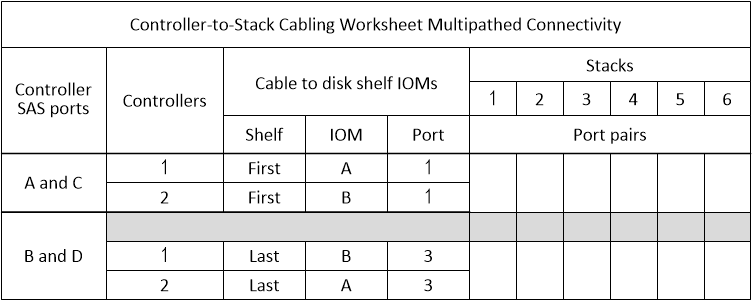 Controller-to-Stack Cabling Worksheet Multipathed Connectivity
Controller SAS ports
Controllers
Cable to disk shelf IOMs
Stacks
1 2 3 4 5 6
Shelf IOM Port Port pairs
A and C
1 First A 1
2 First B 1
B and D
1 Last B 3
2 Last A 3